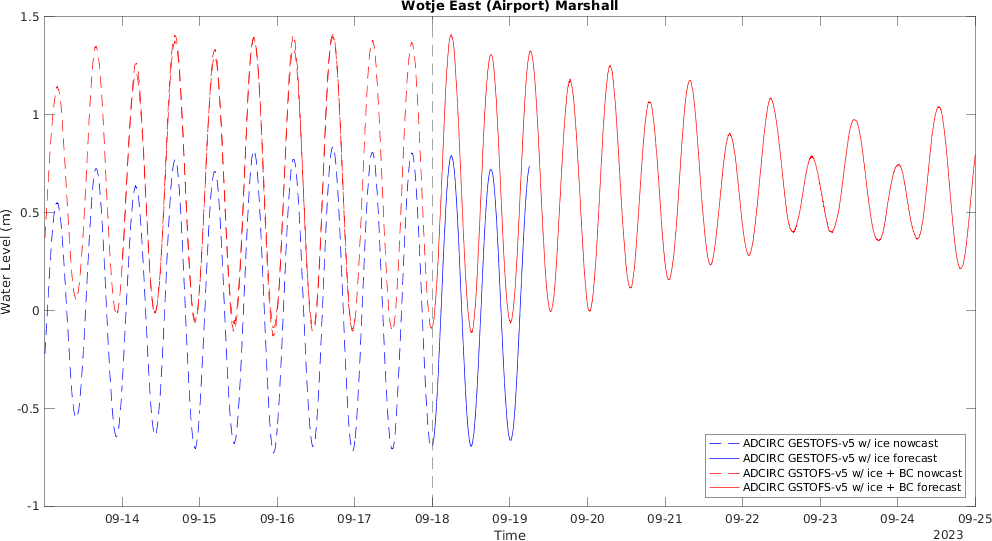 Wotje East (Airport) Marshall
1.5
1
0.5
0
-0.5
-1
Water Level (m)
09-14
09-15
09-16
09-17
09-18
09-19
09-20
09-21
09-22
09-23
09-24
09-25
Time
2023
ADCIRC GESTOFS-v5 w/ ice nowcast
ADCIRC GESTOFS-v5 w/ ice forecast
ADCIRC GSTOFS-v5 w/ ice + BC nowcast
ADCIRC GSTOFS-v5 w/ ice + BC forecast